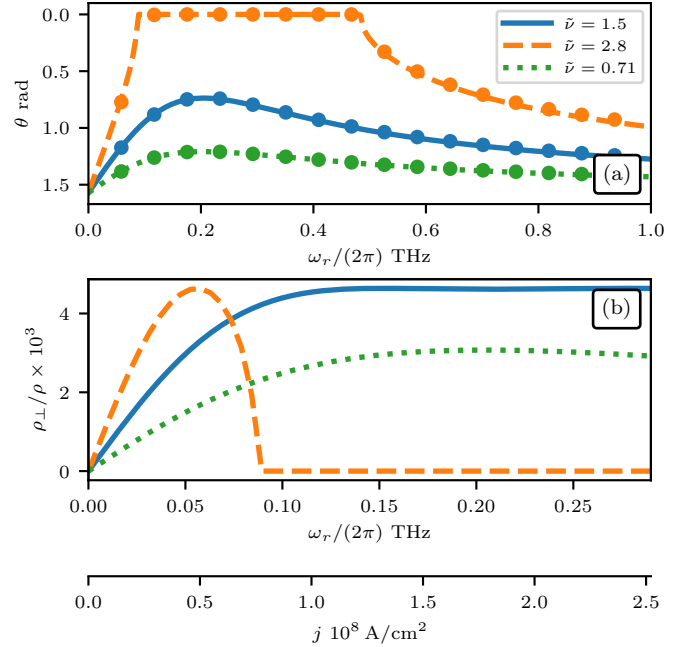 0.0
0.5
1.0
1.5
θ rad
ν̃ = 1.5
ν̃ = 2.8
ν̃ = 0.71
(a)
0.0 0.2 0.4 0.6 0.8 1.0
ω_r/(2π) THz
4
2
0
ρ_⊥/ρ × 10^3
(b)
0.00 0.05 0.10 0.15 0.20 0.25
ω_r/(2π) THz
0.0 0.5 1.0 1.5 2.0 2.5
j 10^8 A/cm^2